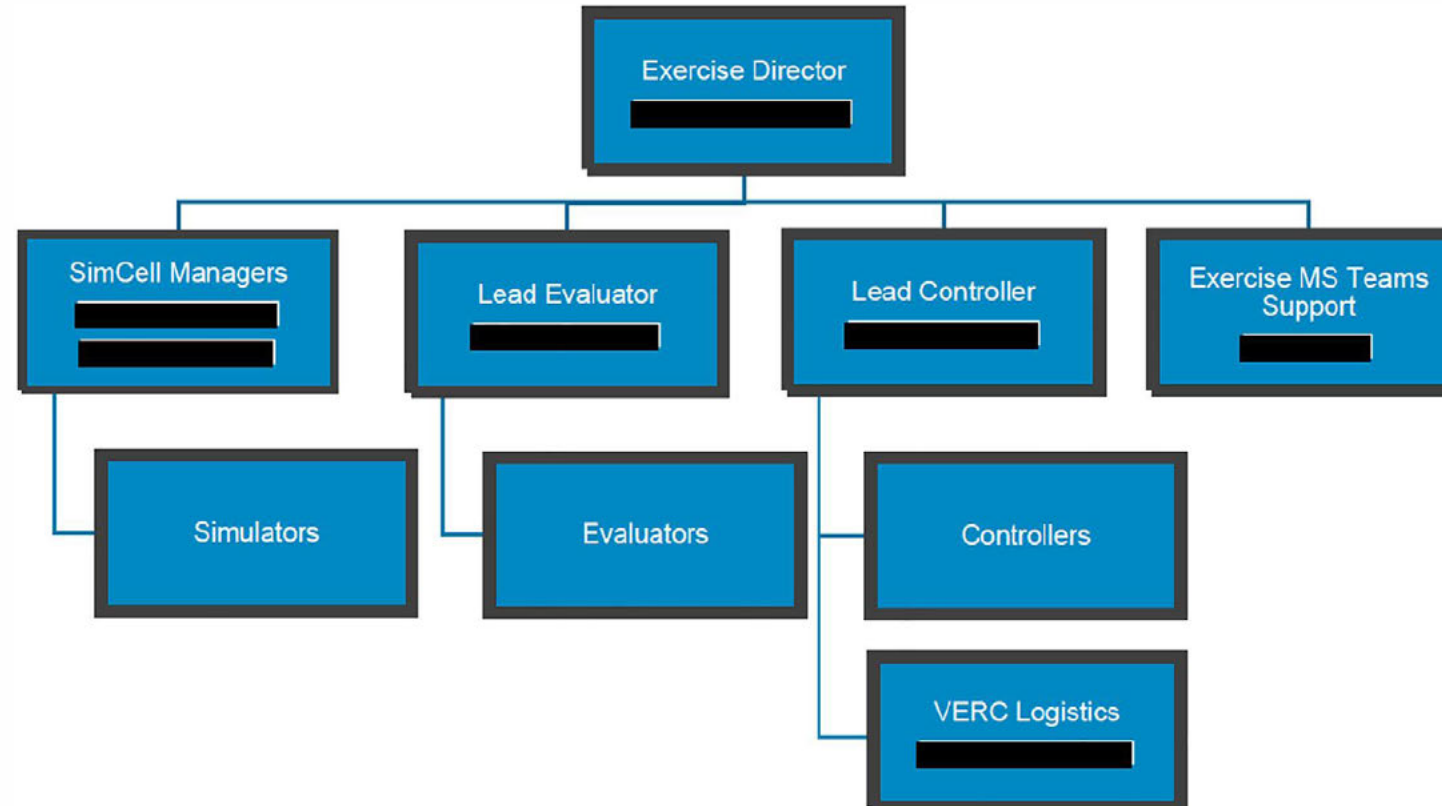 Exercise Director
SimCell Managers
Lead Evaluator
Lead Controller
Exercise MS Teams
Support
Simulators
Evaluators
Controllers
VERC Logistics